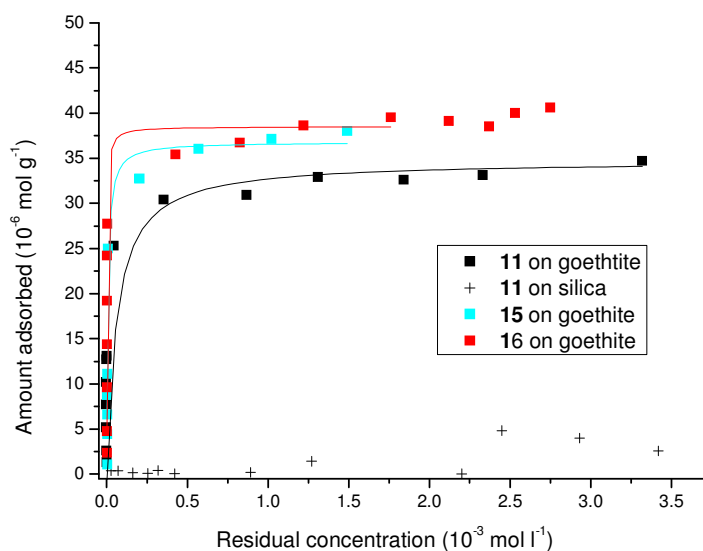 50
45
40
35
30
25
20
15
10
5
0
Amount adsorbed (10⁻⁶ mol g⁻¹)
11 on goethtite
11 on silica
15 on goethite
16 on goethite
0.0 0.5 1.0 1.5 2.0 2.5 3.0 3.5
Residual concentration (10⁻³ mol l⁻¹)